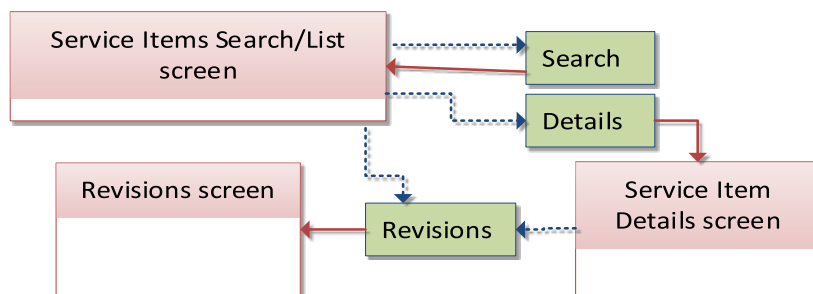 Service Items Search/List
screen
Search
Details
Revisions screen
Revisions
Service Item
Details screen